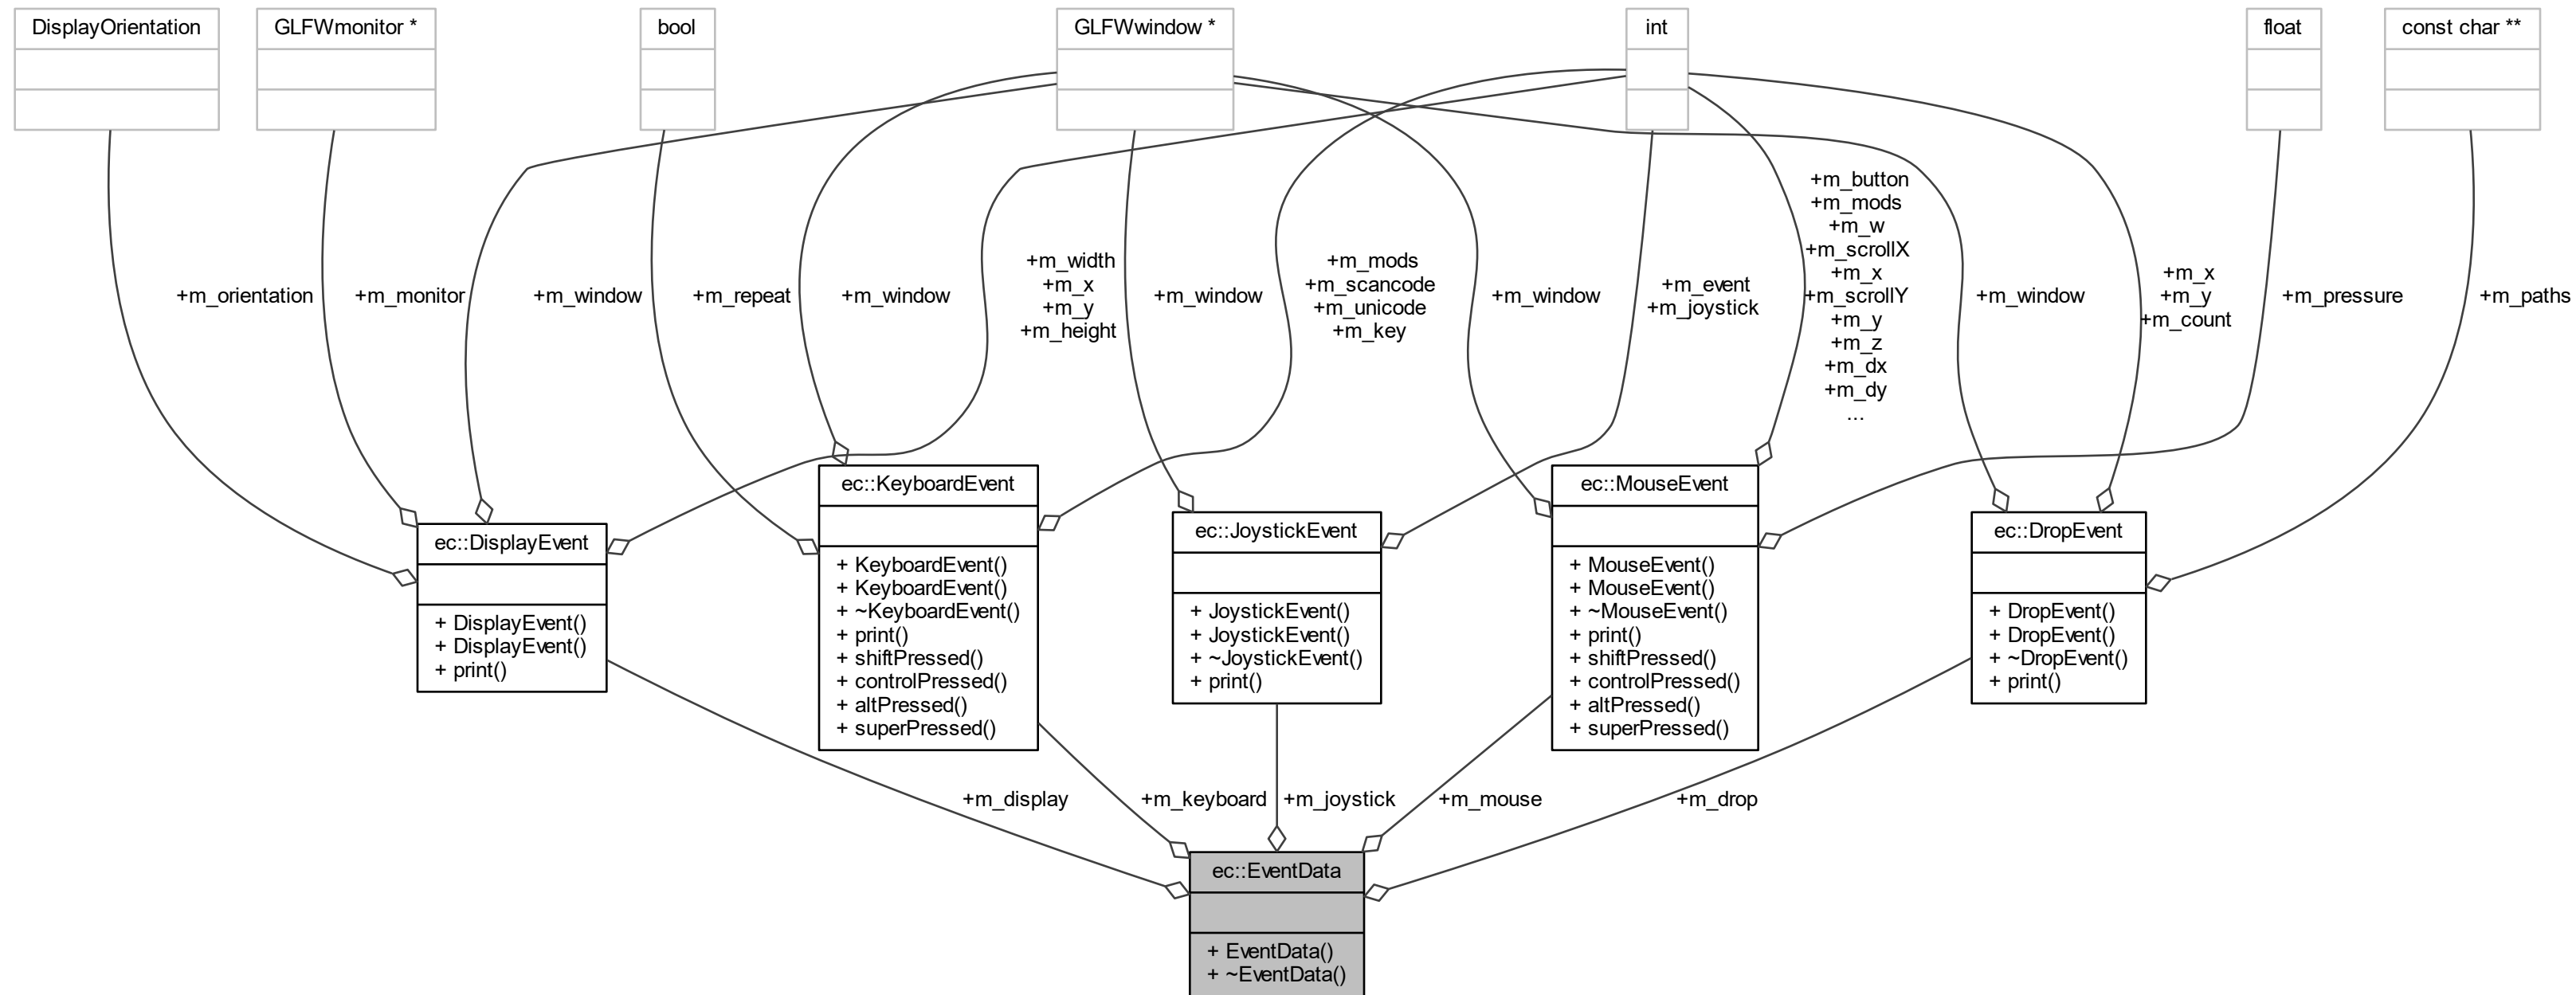 DisplayOrientation
GLFWmonitor *
bool
GLFWwindow *
int
float
const char **
+m_orientation
+m_monitor
+m_window
+m_repeat
+m_window
+m_width
+m_x
+m_y
+m_height
+m_window
+m_mods
+m_scancode
+m_unicode
+m_key
+m_window
+m_event
+m_joystick
+m_button
+m_mods
+m_w
+m_scrollX
+m_x
+m_scrollY
+m_y
+m_z
+m_dx
+m_dy
...
+m_window
+m_x
+m_y
+m_count
+m_pressure
+m_paths
ec::DisplayEvent
+ DisplayEvent()
+ DisplayEvent()
+ print()
ec::KeyboardEvent
+ KeyboardEvent()
+ KeyboardEvent()
+ ~KeyboardEvent()
+ print()
+ shiftPressed()
+ controlPressed()
+ altPressed()
+ superPressed()
ec::JoystickEvent
+ JoystickEvent()
+ JoystickEvent()
+ ~JoystickEvent()
+ print()
ec::MouseEvent
+ MouseEvent()
+ MouseEvent()
+ ~MouseEvent()
+ print()
+ shiftPressed()
+ controlPressed()
+ altPressed()
+ superPressed()
ec::DropEvent
+ DropEvent()
+ DropEvent()
+ ~DropEvent()
+ print()
+m_display
+m_keyboard
+m_joystick
+m_mouse
+m_drop
ec::EventData
+ EventData()
+ ~EventData()